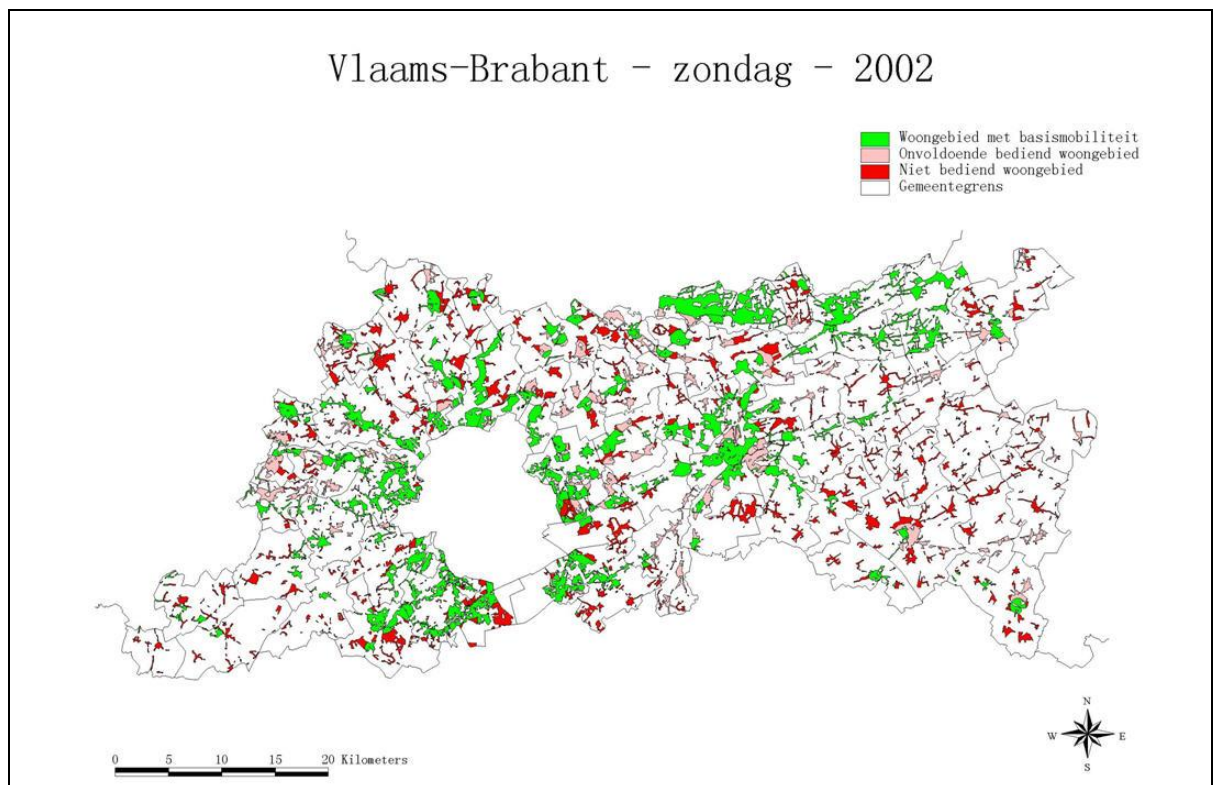 Vlaams-Brabant - zondag - 2002
Woongebied met basismobiliteit
Onvoldoende bediend woongebied
Niet bediend woongebied
Gemeentegrens
N
W E
S
0 5 10 15 20 Kilometers